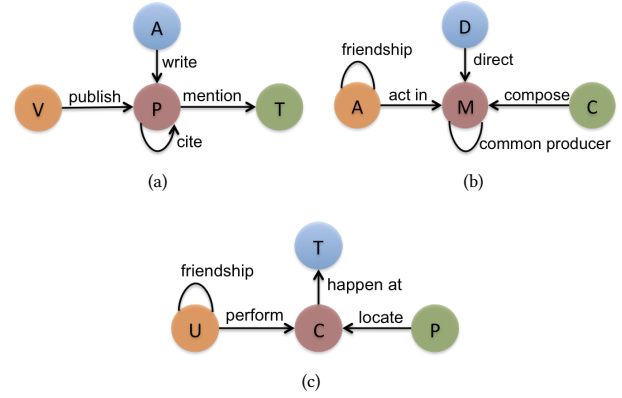 A
write
V
publish
P
mention
T
cite
(a)
D
friendship
direct
A
act in
M
compose
C
common producer
(b)
T
friendship
happen at
U
perform
C
locate
P
(c)